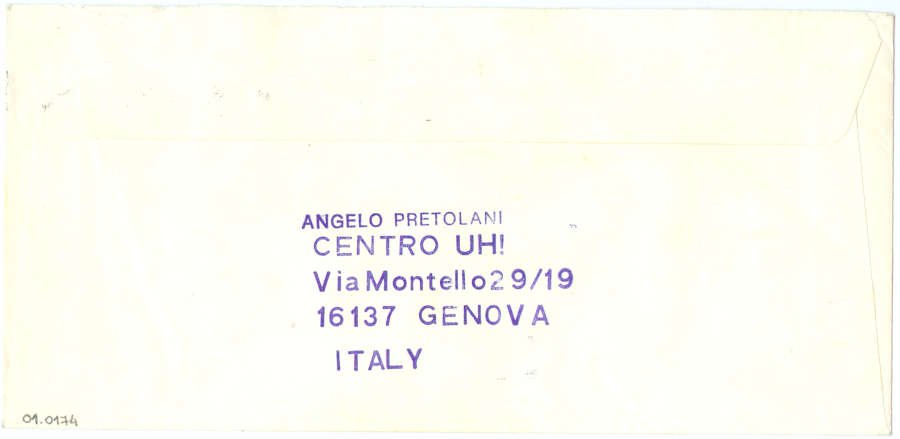 ANGELO PRETOLANI
CENTRO UH!
Via Montello 29/19
16137 GENOVA
ITALY
01.0174